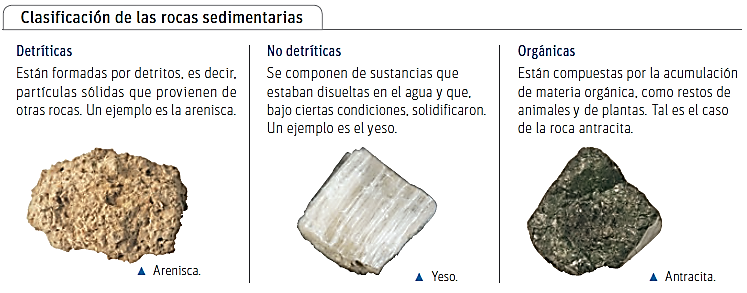 Clasificación de las rocas sedimentarias
Detríticas
Están formadas por detritos, es decir,
partículas sólidas que provienen de
otras rocas. Un ejemplo es la arenisca.
▲ Arenisca.
No detríticas
Se componen de sustancias que
estaban disueltas en el agua y que,
bajo ciertas condiciones, solidificaron.
Un ejemplo es el yeso.
▲ Yeso.
Orgánicas
Están compuestas por la acumulación
de materia orgánica, como restos de
animales y de plantas. Tal es el caso
de la roca antracita.
▲ Antracita.